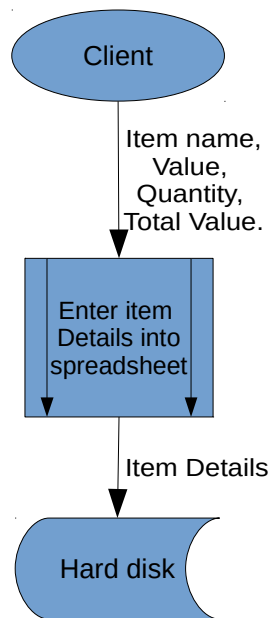 Client
Item name,
Value,
Quantity,
Total Value.
Enter item
Details into
spreadsheet
Item Details
Hard disk